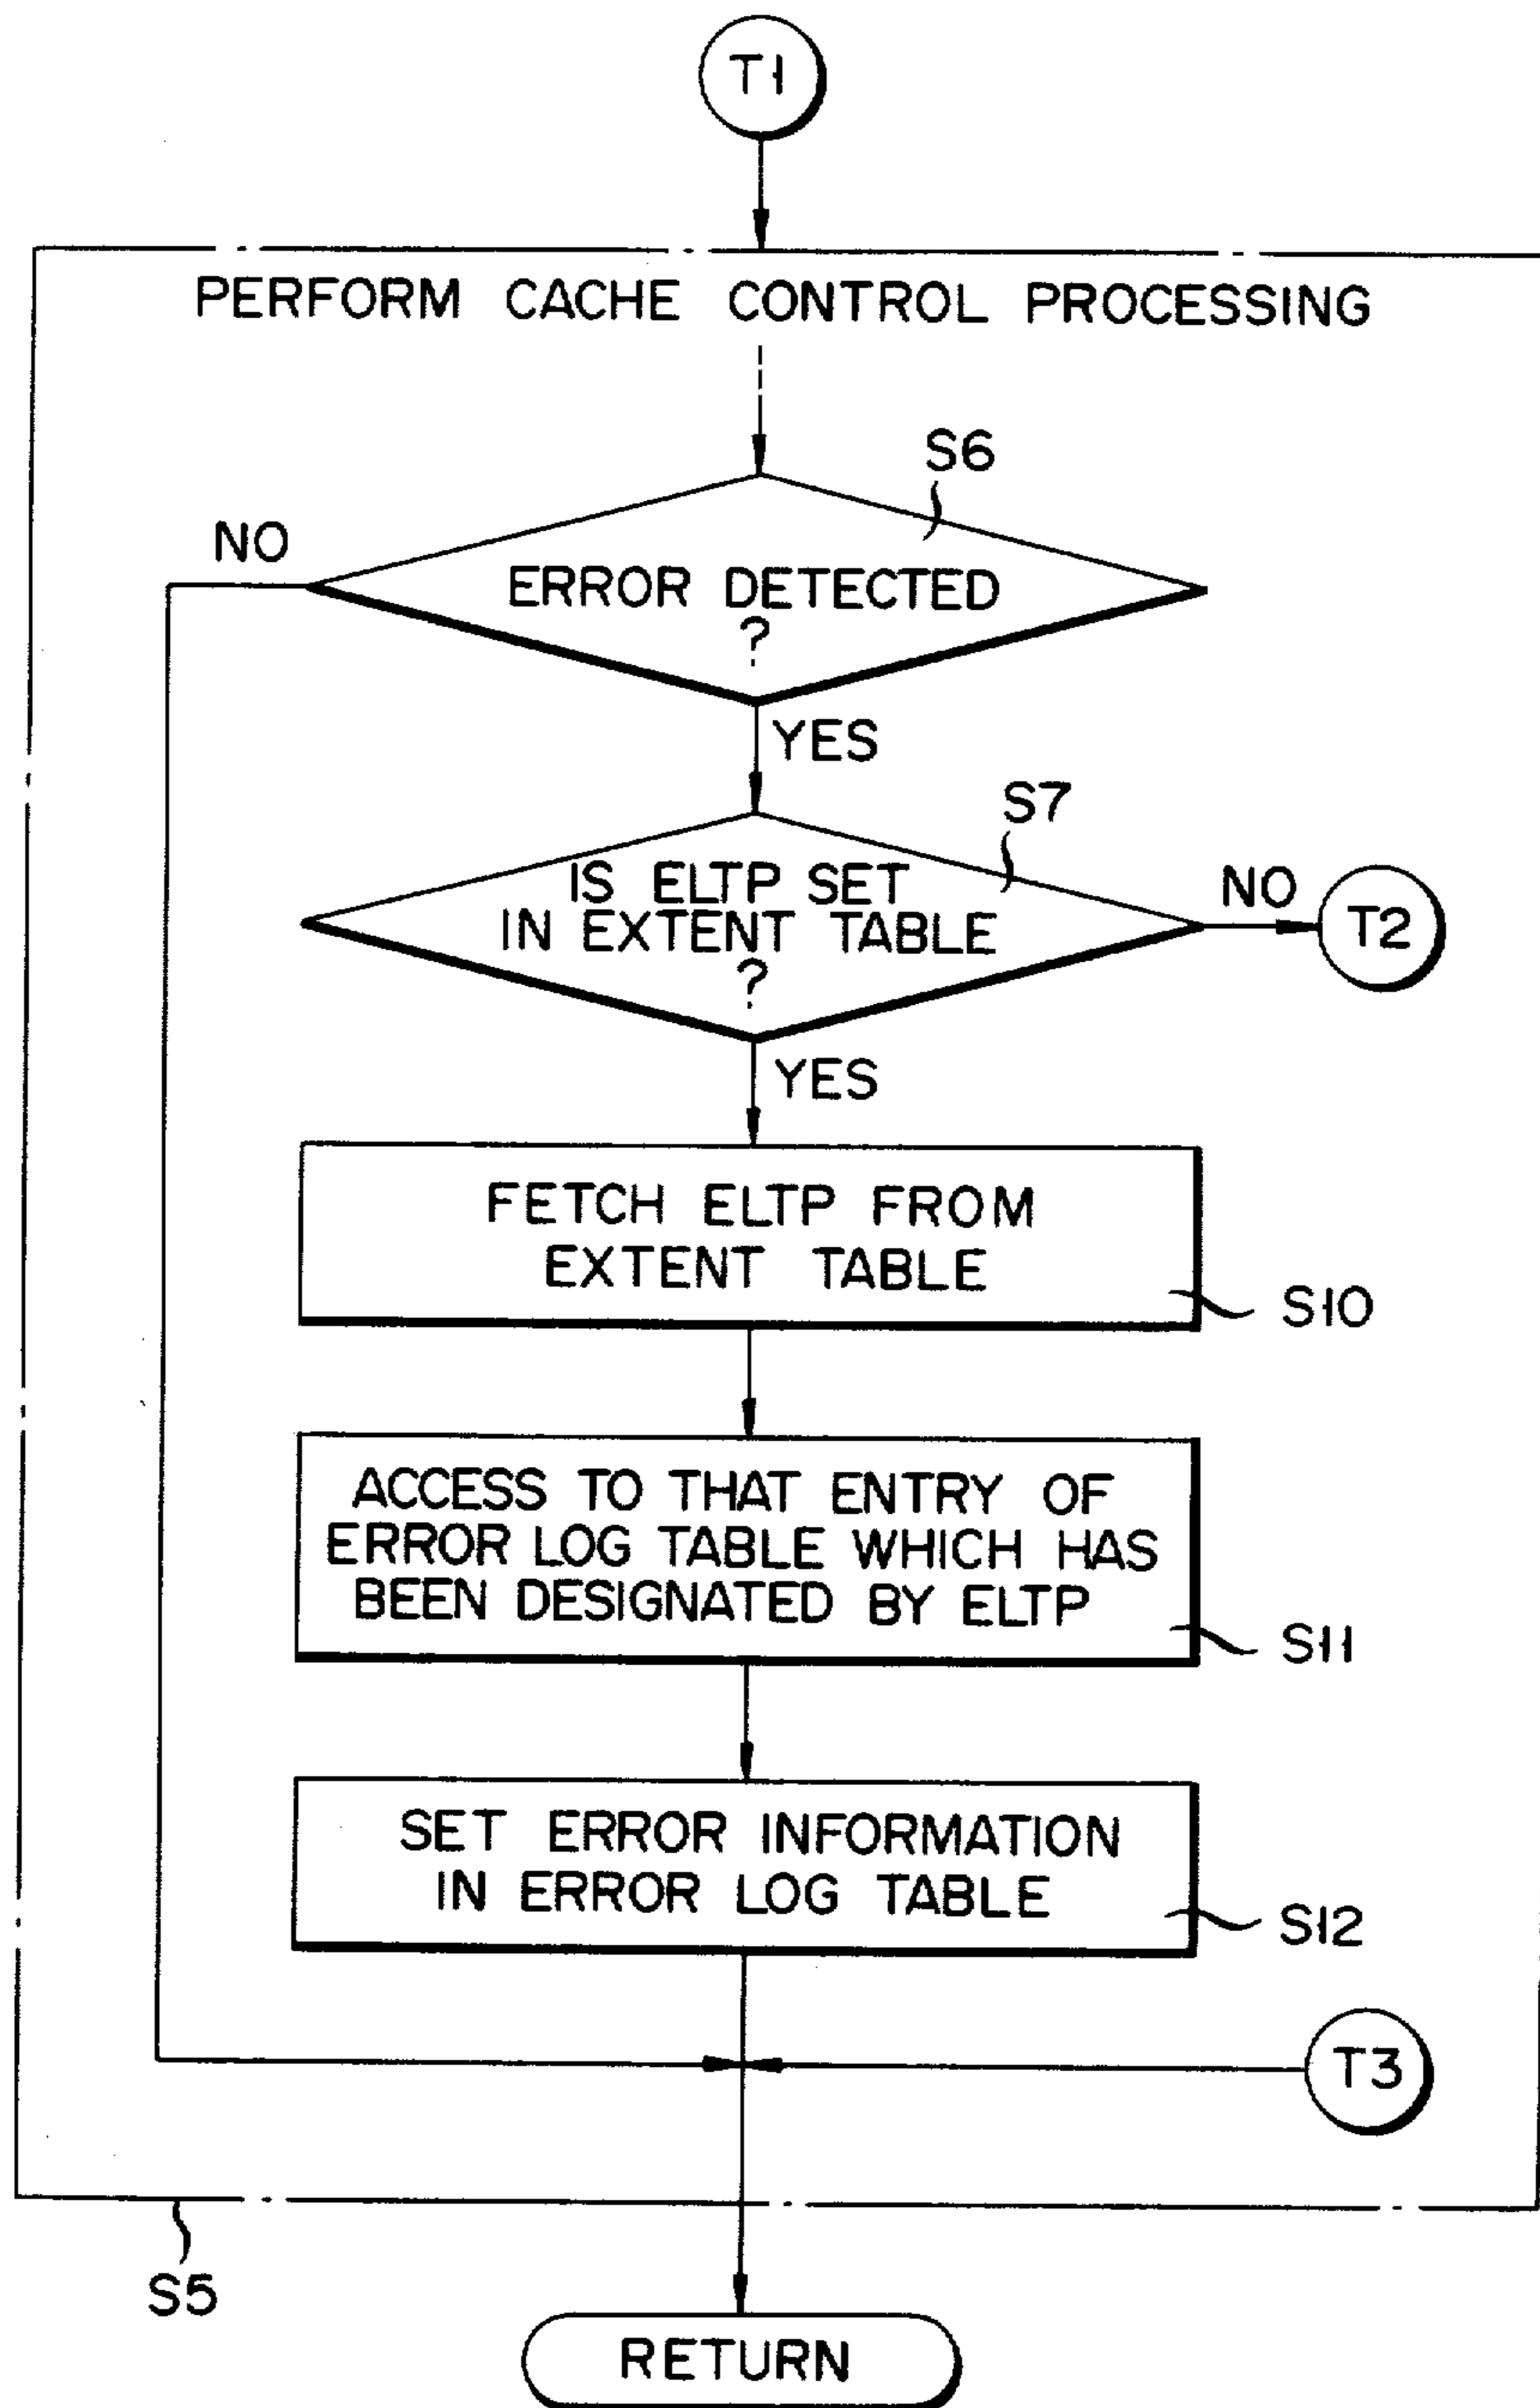 T1
PERFORM CACHE CONTROL PROCESSING
S6
NO
ERROR DETECTED
?
YES
S7
IS ELTP SET
IN EXTENT TABLE
?
NO
T2
YES
FETCH ELTP FROM
EXTENT TABLE
S10
ACCESS TO THAT ENTRY OF
ERROR LOG TABLE WHICH HAS
BEEN DESIGNATED BY ELTP
S11
SET ERROR INFORMATION
IN ERROR LOG TABLE
S12
T3
S5
RETURN